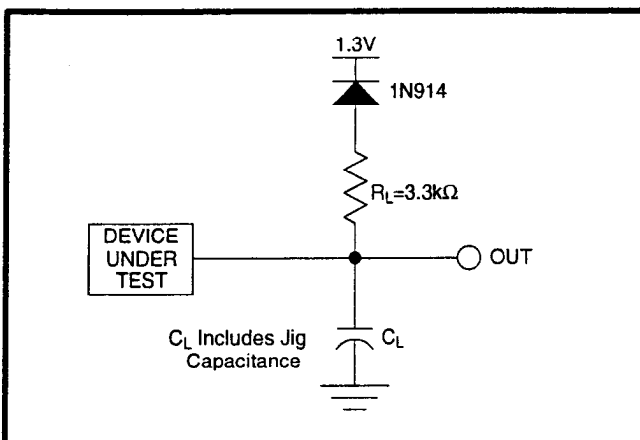 1.3V
1N914
R_L=3.3kΩ
DEVICE
UNDER
TEST
OUT
C_L Includes Jig
Capacitance
C_L